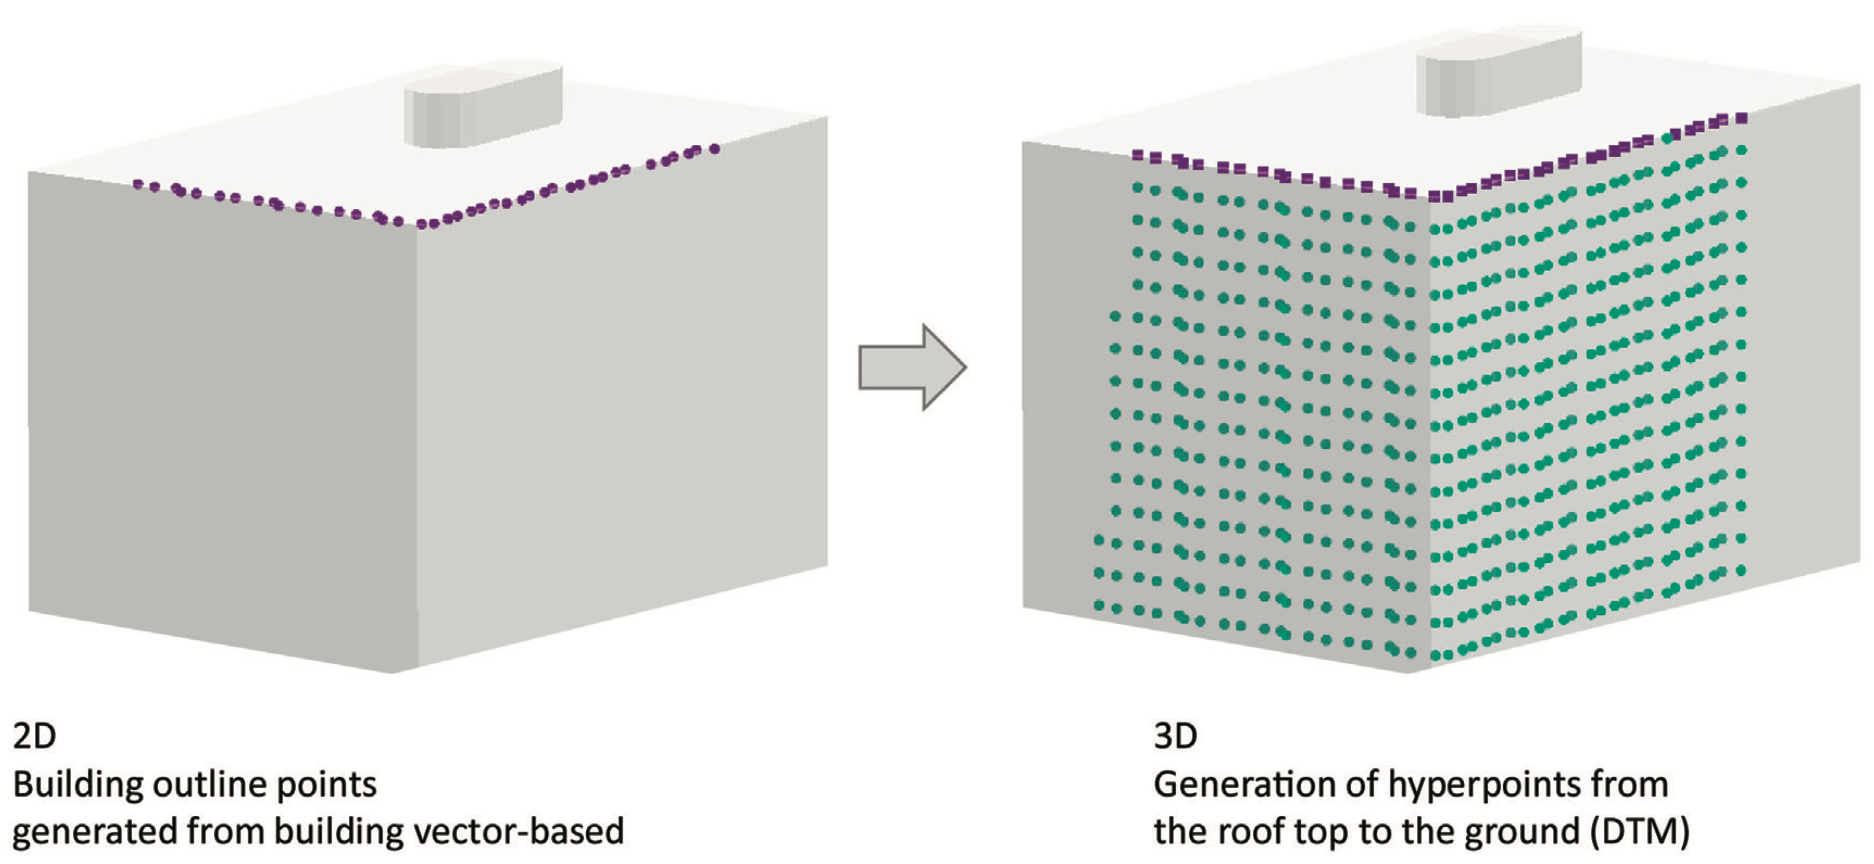 2D
Building outline points
generated from building vector-based
3D
Generation of hyperpoints from
the roof top to the ground (DTM)